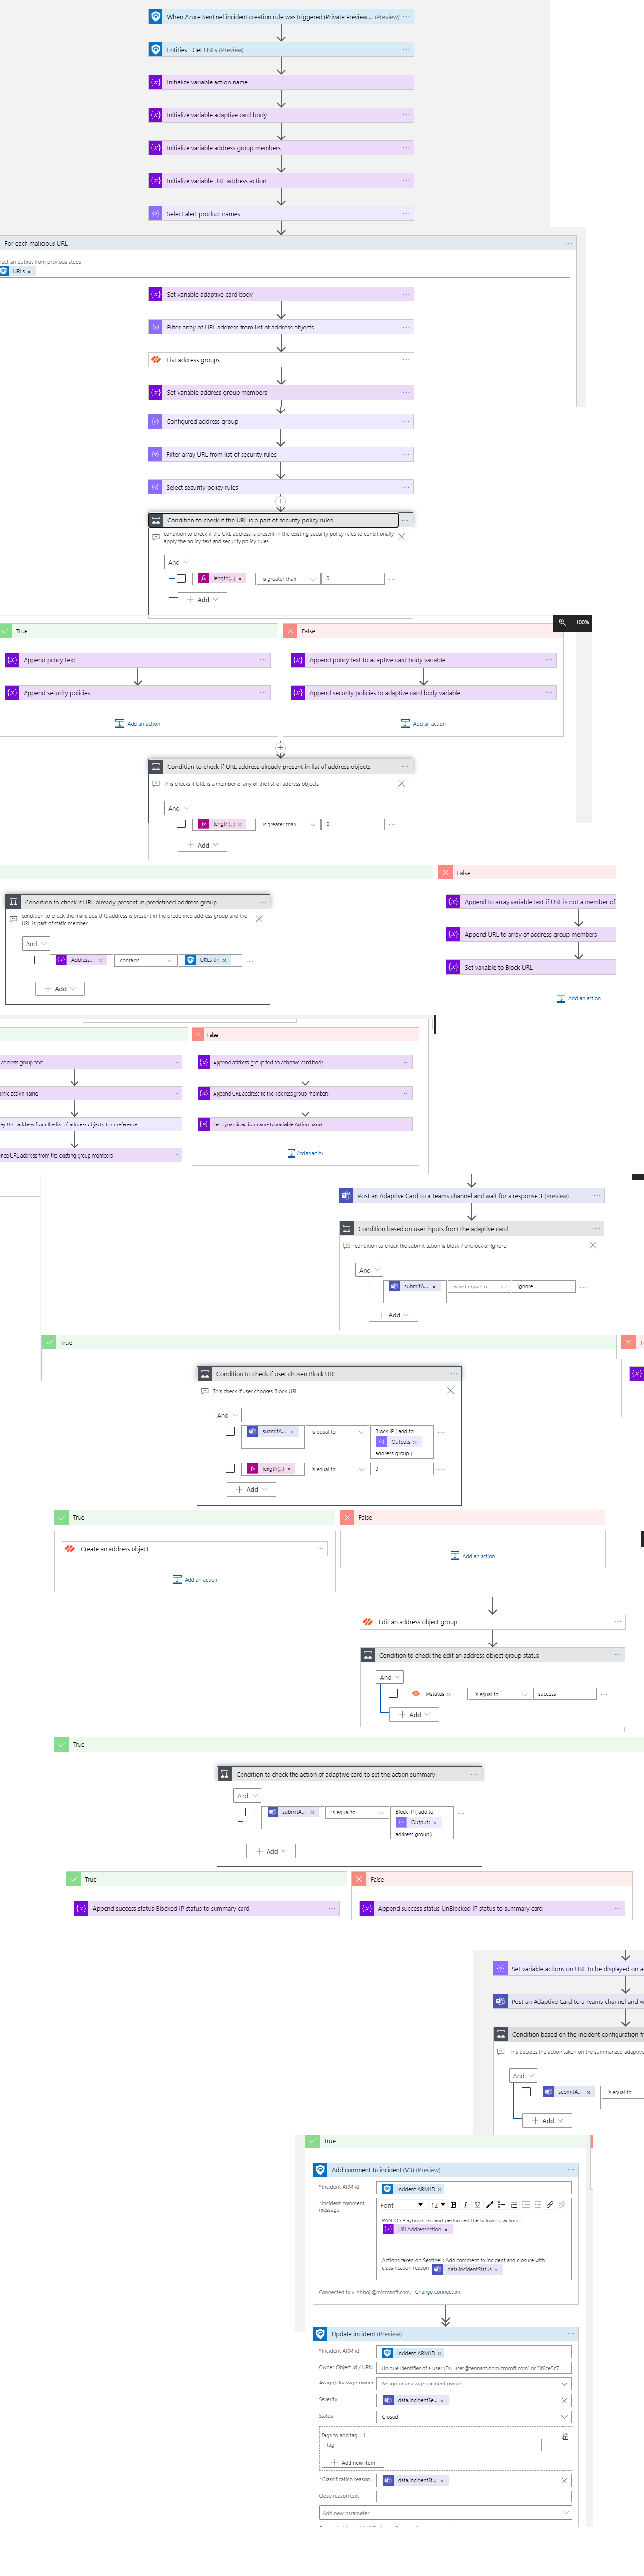 When Azure Sentinel incident creation rule was triggered (Private Preview... (Preview)
Entities - Get URLs (Preview)
Initialize variable action name
Initialize variable adaptive card body
Initialize variable address group members
Initialize variable URL address action
Select alert product names
For each malicious URL
ect an output from previous steps
URLs
Set variable adaptive card body
Filter array of URL address from list of address objects
List address groups
Set variable address group members
Configured address group
Filter array URL from list of security rules
Select security policy rules
Condition to check if the URL is a part of security policy rules
condition to check if the URL address is present in the existing security policy rules to conditionaly
apply the policy text and security policy rules
And
length(...) is greater than 0
Add
100%
True
False
Append policy text
Append policy text to adaptive card body variable
Append security policies
Append security policies to adaptive card body variable
Add an action
Add an action
Condition to check if URL address already present in list of address objects
This checks if URL is a member of any of the list of address objects
And
length(...) is greater than 0
Add
False
Condition to check if URL already present in predefined address group
condition to check the malicious URL address is present in the predefined address group and the
URL is part of static member
And
Address... contains URLs Url
Add
Append to array variable text if URL is not a member of
Append URL to array of address group members
Set variable to Block URL
Add an action
False
address group text
Append address group text to adaptive card body
amic action name
Append URL address to the address group members
ray URL address from the list of address objects to unreference
Set dynamic action name to variable Action name
ence URL address from the existing group members
Add an action
Post an Adaptive Card to a Teams channel and wait for a response 3 (Preview)
Condition based on user inputs from the adaptive card
condition to check the submit action is block / unblock or ignore
And
submitA... is not equal to Ignore
Add
True
Condition to check if user chosen Block URL
This check if user chooses Block URL
And
submitA... is equal to Block IP ( add to
Outputs
address group )
length(...) is equal to 0
Add
True
False
Create an address object
Add an action
Add an action
Edit an address object group
Condition to check the edit an address object group status
And
@status is equal to success
Add
True
Condition to check the action of adaptive card to set the action summary
And
submitA... is equal to Block IP ( add to
Outputs
address group )
Add
True
False
Append success status Blocked IP status to summary card
Append success status UnBlocked IP status to summary card
Set variable actions on URL to be displayed on a
Post an Adaptive Card to a Teams channel and w
Condition based on the incident configuration fr
This decides the action taken on the summarized adaptive
And
submitA... is equal to
Add
True
Add comment to incident (V3) (Preview)
*Incident ARM id
Incident ARM ID
*Incident comment
message
Font 12 B I U
PAN-OS Playbook ran and performed the following actions:
URLAddressAction
Actions taken on Sentinel : Add comment to incident and closure with
classification reason data.incidentStatus
Connected to v-dhbojj@microsoft.com. Change connection.
Update incident (Preview)
*Incident ARM id
Incident ARM ID
Owner Object Id / UPN
Unique identifier of a user (Ex. 'user@tennant.onmicrosoft.com' or '5f6ce5c7-
Assign/Unassign owner
Assign or unassign incident owner.
Severity
data.incidentSe...
Status
Closed
Tags to add tag - 1
tag
Add new item
* Classification reason
data.incidentSt...
Close reason text
Add new parameter